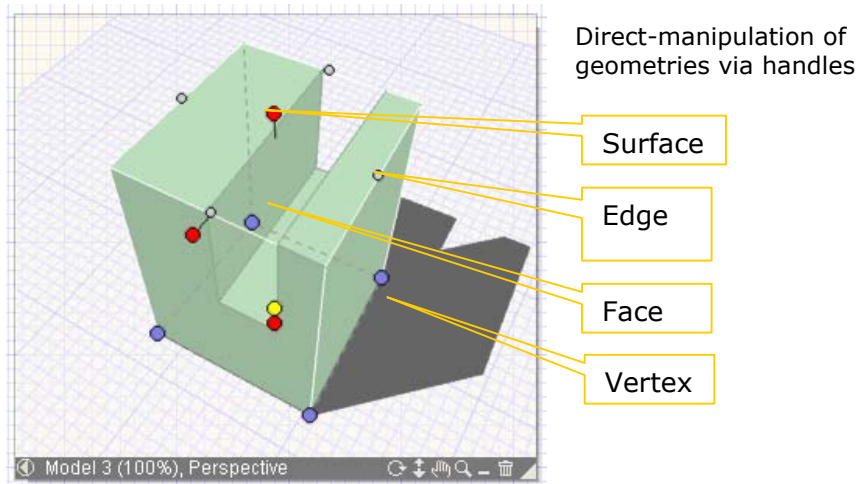 Direct-manipulation of
geometries via handles
Surface
Edge
Face
Vertex
Model 3 (100%), Perspective